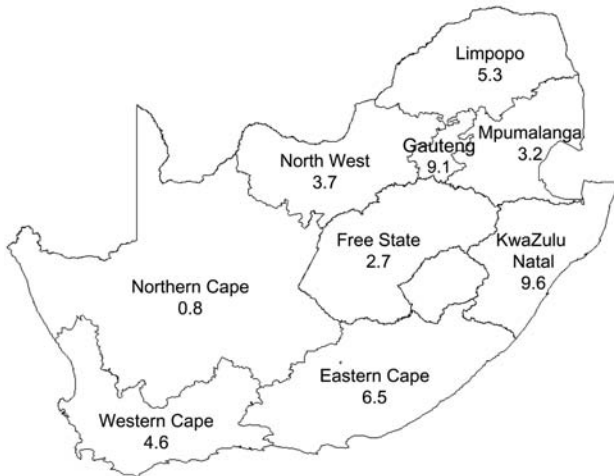 Limpopo
5.3
Mpumalanga
3.2
Gauteng
9.1
North West
3.7
Free State
2.7
KwaZulu
Natal
9.6
Northern Cape
0.8
Eastern Cape
6.5
Western Cape
4.6